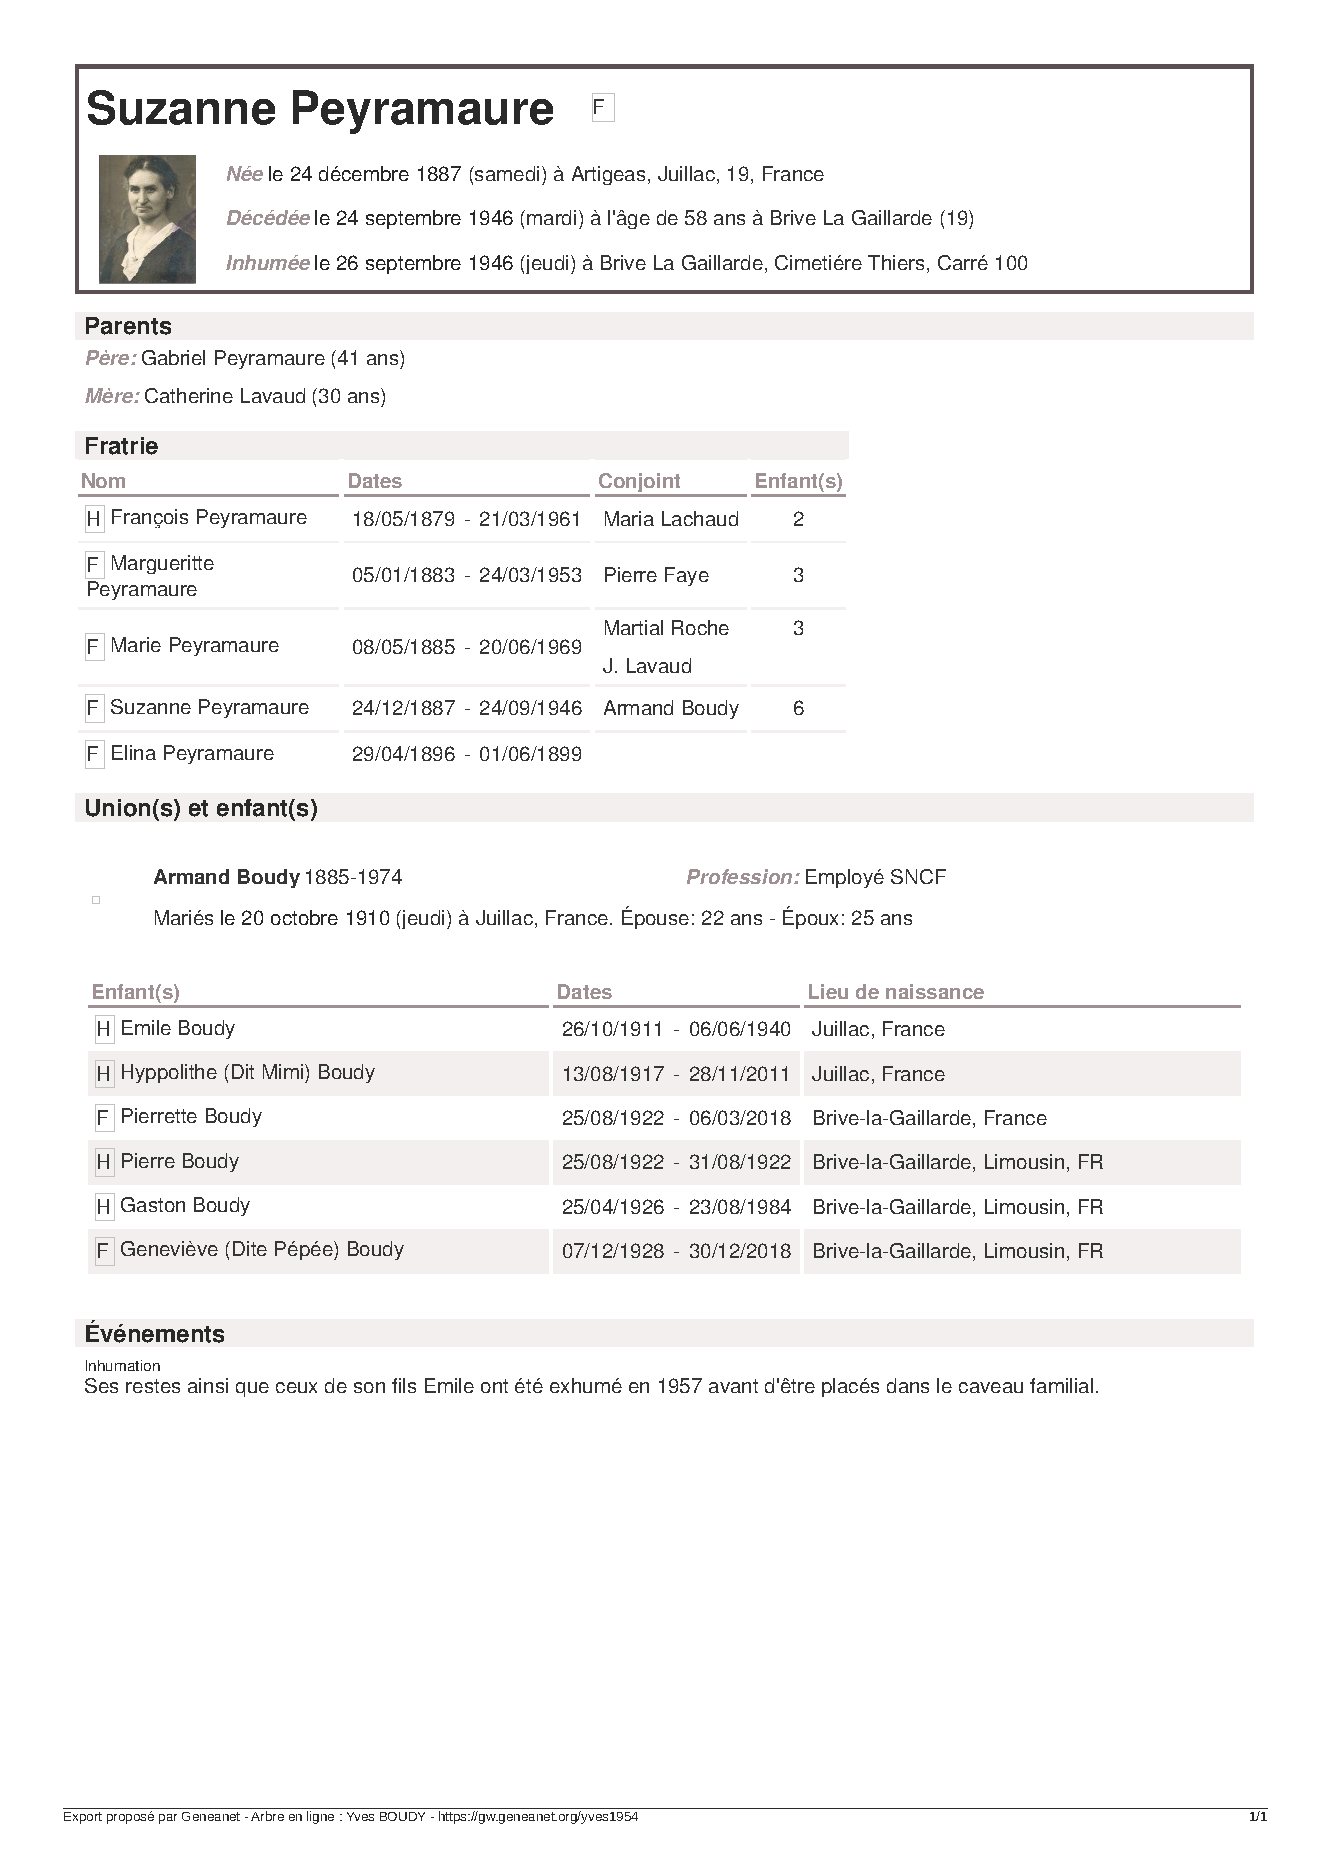 Suzanne Peyramaure F
Née le 24 décembre 1887 (samedi) à Artigeas, Juillac, 19, France
Décédée le 24 septembre 1946 (mardi) à l'âge de 58 ans à Brive La Gaillarde (19)
Inhumée le 26 septembre 1946 (jeudi) à Brive La Gaillarde, Cimetiére Thiers, Carré 100
Parents
Père: Gabriel Peyramaure (41 ans)
Mère: Catherine Lavaud (30 ans)
Fratrie
Nom Dates Conjoint Enfant(s)
H François Peyramaure 18/05/1879 - 21/03/1961 Maria Lachaud 2
F Margueritte
Peyramaure 05/01/1883 - 24/03/1953 Pierre Faye 3
F Marie Peyramaure 08/05/1885 - 20/06/1969 Martial Roche 3
J. Lavaud
F Suzanne Peyramaure 24/12/1887 - 24/09/1946 Armand Boudy 6
F Elina Peyramaure 29/04/1896 - 01/06/1899
Union(s) et enfant(s)
Armand Boudy 1885-1974 Profession: Employé SNCF
Mariés le 20 octobre 1910 (jeudi) à Juillac, France. Épouse: 22 ans - Époux: 25 ans
Enfant(s) Dates Lieu de naissance
H Emile Boudy 26/10/1911 - 06/06/1940 Juillac, France
H Hyppolithe (Dit Mimi) Boudy 13/08/1917 - 28/11/2011 Juillac, France
F Pierrette Boudy 25/08/1922 - 06/03/2018 Brive-la-Gaillarde, France
H Pierre Boudy 25/08/1922 - 31/08/1922 Brive-la-Gaillarde, Limousin, FR
H Gaston Boudy 25/04/1926 - 23/08/1984 Brive-la-Gaillarde, Limousin, FR
F Geneviève (Dite Pépée) Boudy 07/12/1928 - 30/12/2018 Brive-la-Gaillarde, Limousin, FR
Événements
Inhumation
Ses restes ainsi que ceux de son fils Emile ont été exhumé en 1957 avant d'être placés dans le caveau familial.
Export proposé par Geneanet - Arbre en ligne : Yves BOUDY - https://gw.geneanet.org/yves1954 1/1